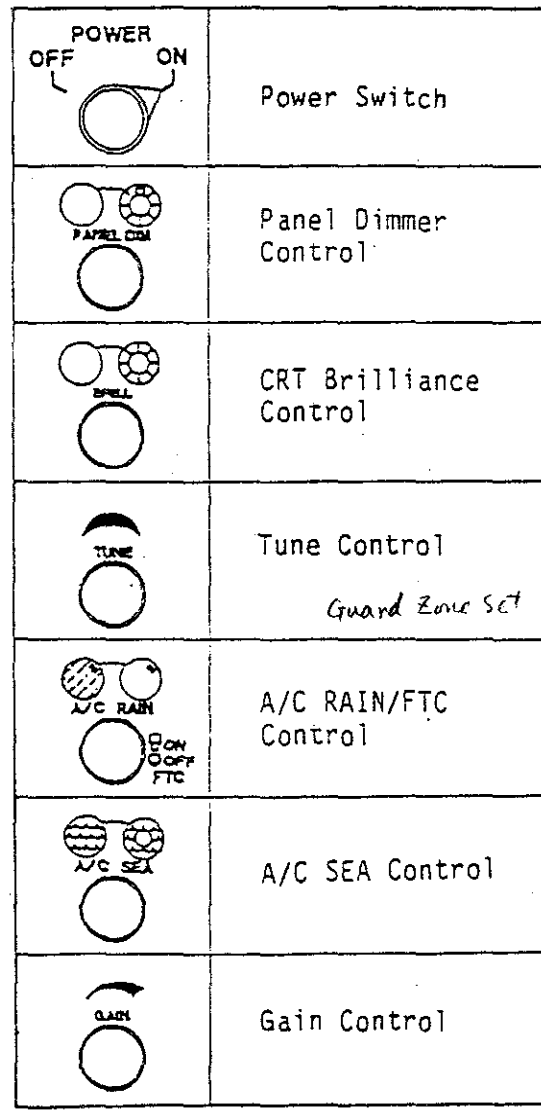 POWER
OFF ON
Power Switch
PANEL DIM
Panel Dimmer
Control
BRILL
CRT Brilliance
Control
TUNE
Tune Control
Guard Zone Set
A/C RAIN
ON
OFF
FTC
A/C RAIN/FTC
Control
A/C SEA
A/C SEA Control
GAIN
Gain Control